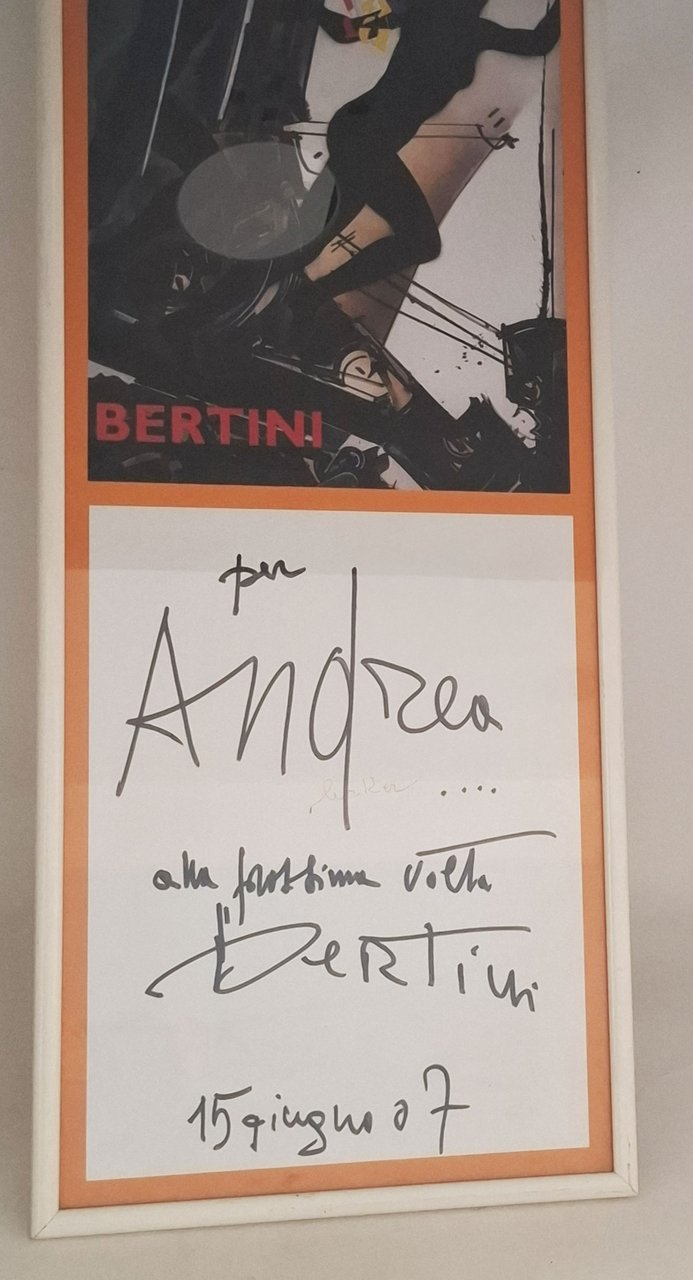 BERTINI
per
Andrea
....
alla prossima volta
Bertini
15 giugno 07